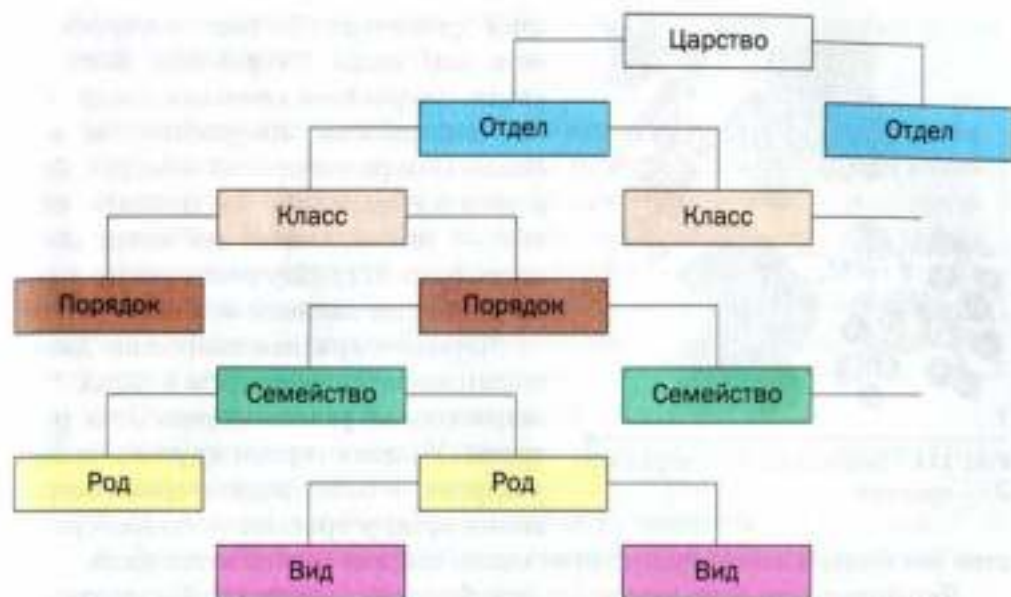 Царство
Отдел Отдел
Класс Класс
Порядок Порядок
Семейство Семейство
Род Род
Вид Вид